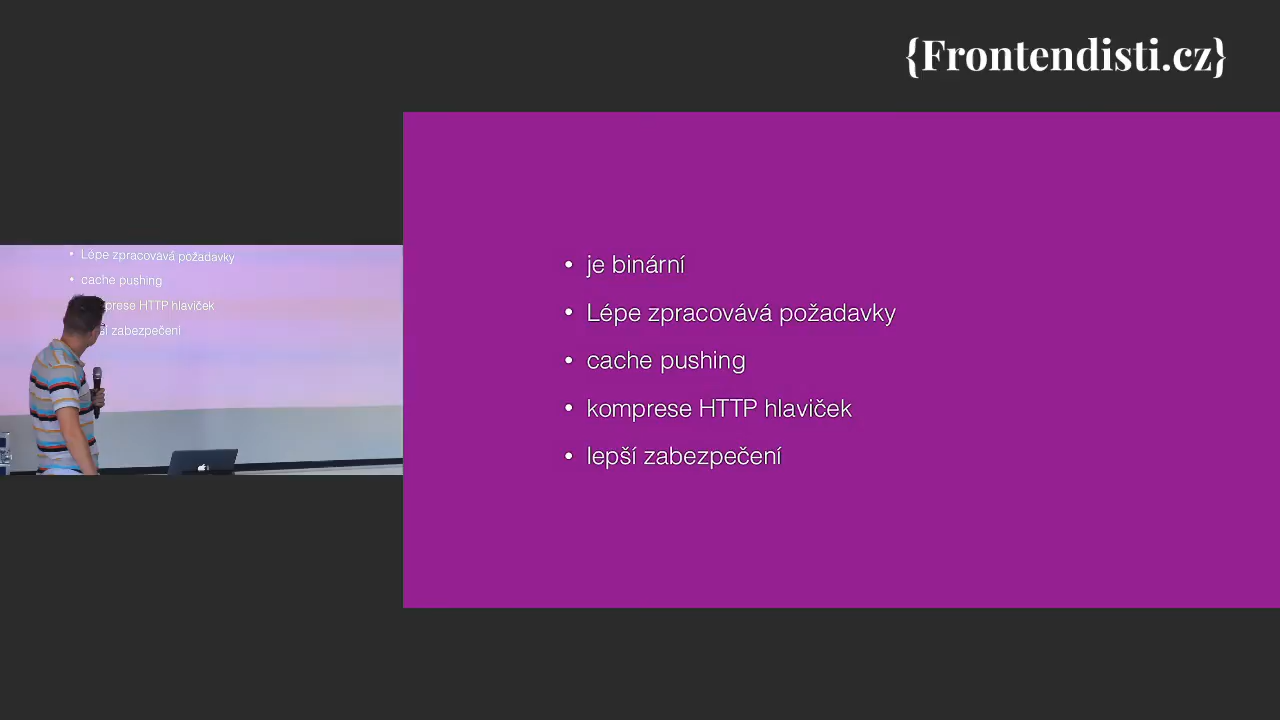 {Frontendisti.cz}
Lépe zpracovává požadavky
cache pushing
prese HTTP hlaviček
ší zabezpečení
• je binární
• Lépe zpracovává požadavky
• cache pushing
• komprese HTTP hlaviček
• lepší zabezpečení